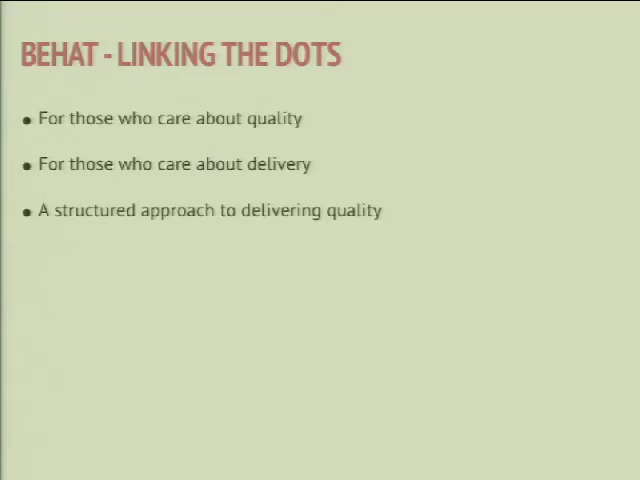 BEHAT - LINKING THE DOTS
• For those who care about quality
• For those who care about delivery
• A structured approach to delivering quality